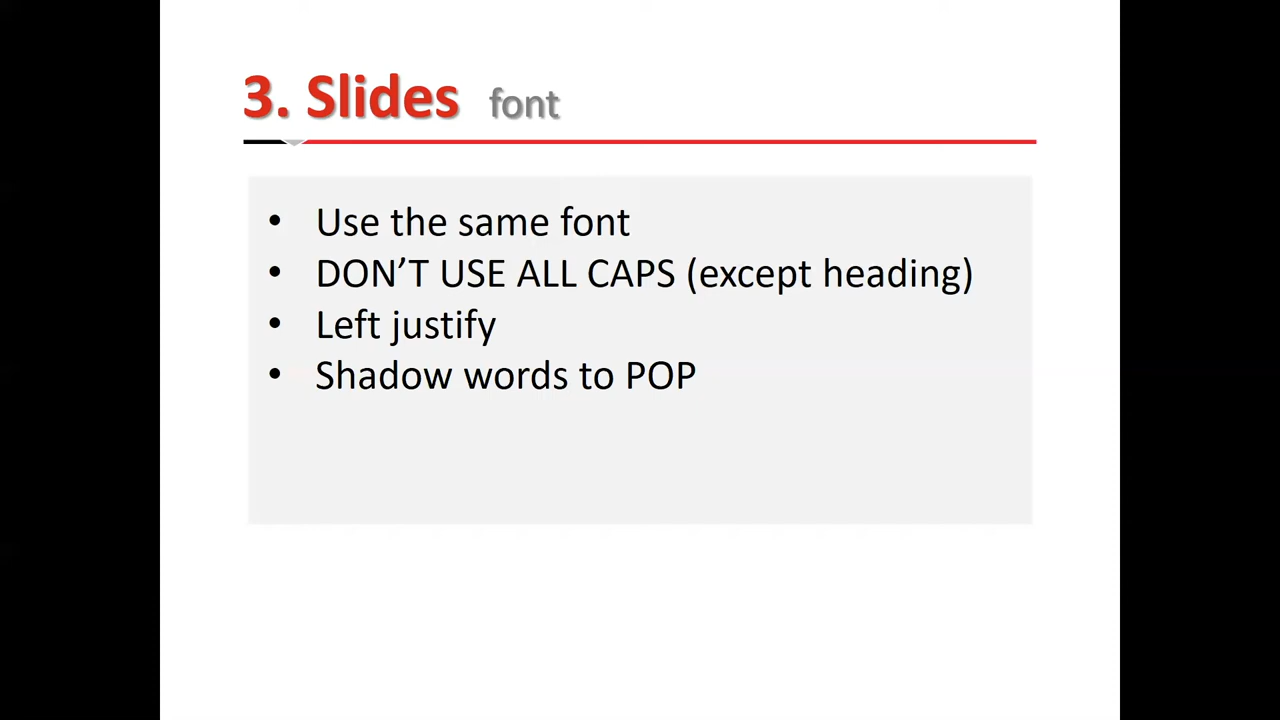 3. Slides font
• Use the same font
• DON’T USE ALL CAPS (except heading)
• Left justify
• Shadow words to POP